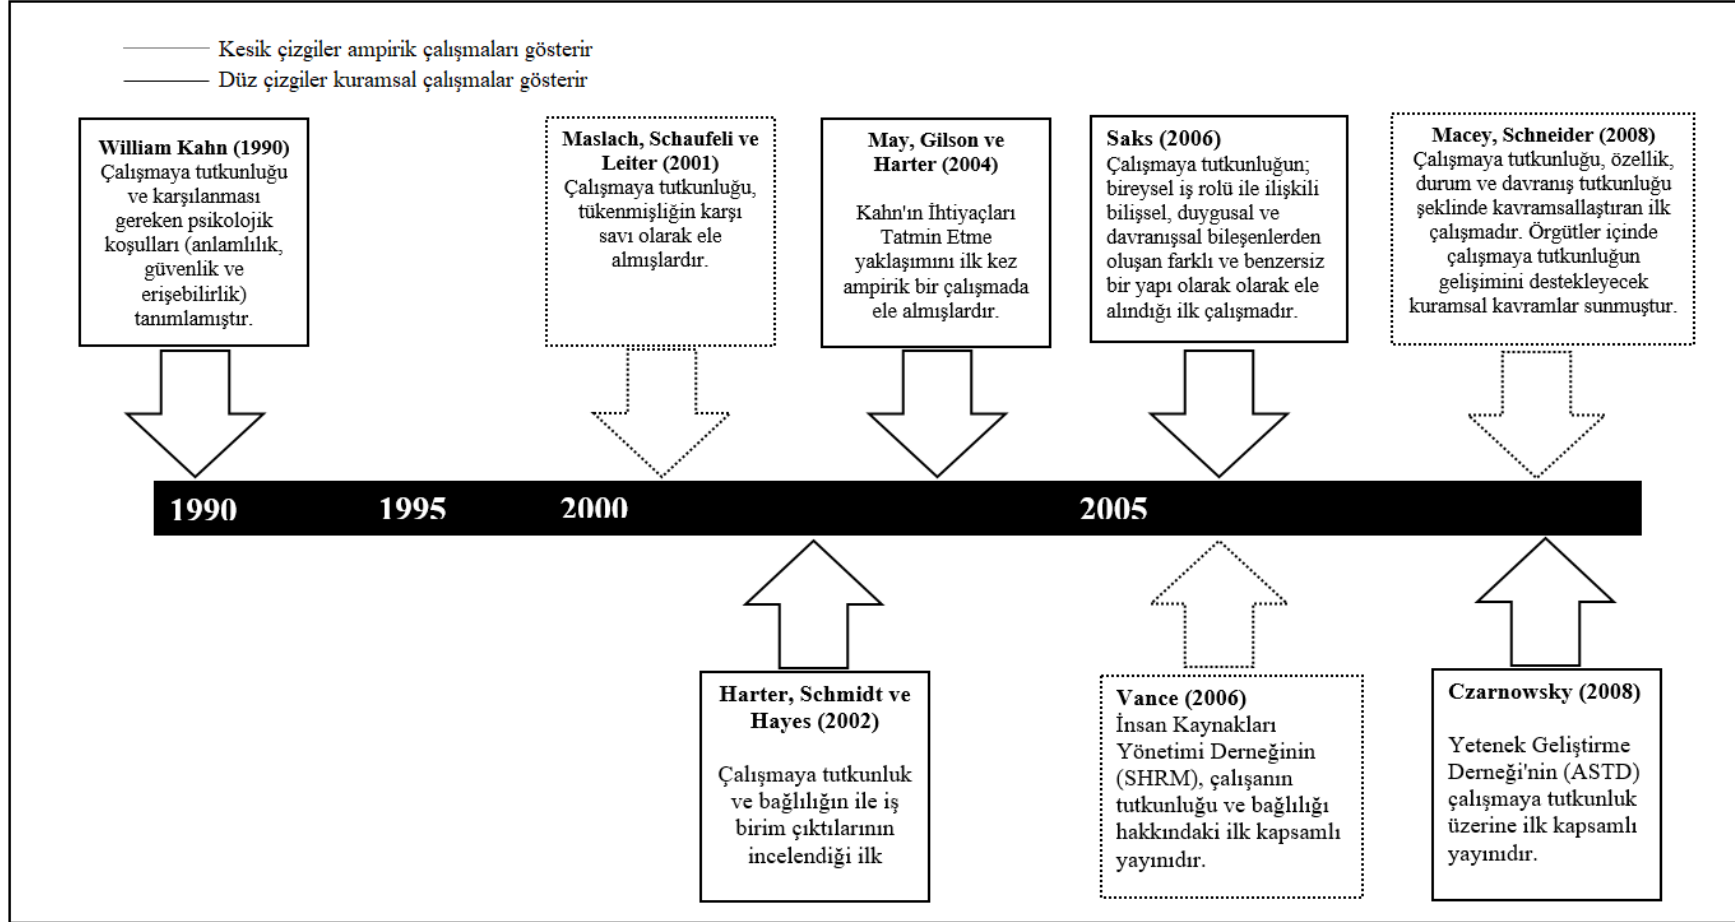 Kesik çizgiler ampirik çalışmaları gösterir
Düz çizgiler kuramsal çalışmalar gösterir
William Kahn (1990)
Çalışmaya tutkunluğu
ve karşılanması
gereken psikolojik
koşulları (anlamlılık,
güvenlik ve
erişebilirlik)
tanımlamıştır.
Maslach, Schaufeli ve
Leiter (2001)
Çalışmaya tutkunluğu,
tükenmişliğin karşı
savı olarak ele
almışlardır.
May, Gilson ve
Harter (2004)
Kahn'ın İhtiyaçları
Tatmin Etme
yaklaşımını ilk kez
ampirik bir çalışmada
ele almışlardır.
Saks (2006)
Çalışmaya tutkunluğun;
bireysel iş rolü ile ilişkili
bilişsel, duygusal ve
davranışsal bileşenlerden
oluşan farklı ve benzersiz
bir yapı olarak olarak ele
alındığı ilk çalışmadır.
Macey, Schneider (2008)
Çalışmaya tutkunluğu, özellik,
durum ve davranış tutkunluğu
şeklinde kavramsallaştıran ilk
çalışmadır. Örgütler içinde
çalışmaya tutkunluğun
gelişimini destekleyecek
kuramsal kavramlar sunmuştur.
1990 1995 2000 2005
Harter, Schmidt ve
Hayes (2002)
Çalışmaya tutkunluk
ve bağlılığın ile iş
birim çıktılarının
incelendiği ilk
Vance (2006)
İnsan Kaynakları
Yönetimi Derneğinin
(SHRM), çalışanın
tutkunluğu ve bağlılığı
hakkındaki ilk kapsamlı
yayınıdır.
Czarnowsky (2008)
Yetenek Geliştirme
Derneği'nin (ASTD)
çalışmaya tutkunluk
üzerine ilk kapsamlı
yayınıdır.